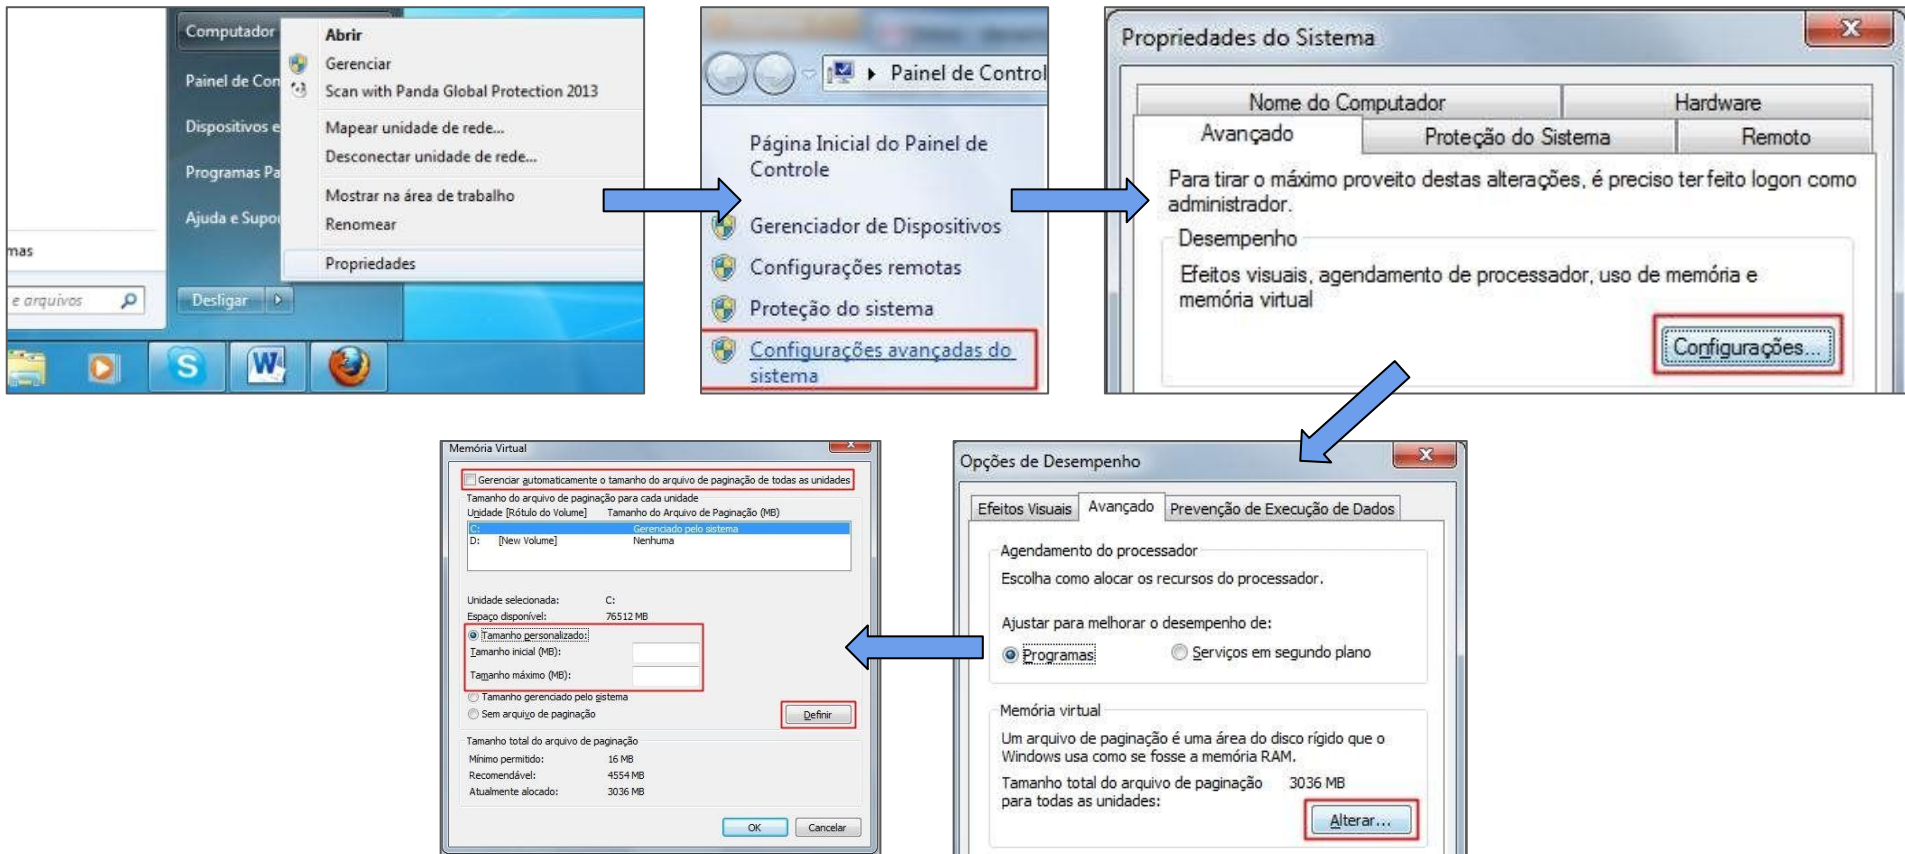 Computador
Painel de Con
Dispositivos e
Programas Pa
Ajuda e Supor
mas
e arquivos
Desligar
Abrir
Gerenciar
Scan with Panda Global Protection 2013
Mapear unidade de rede...
Desconectar unidade de rede...
Mostrar na área de trabalho
Renomear
Propriedades
S
W
Painel de Control
Página Inicial do Painel de
Controle
Gerenciador de Dispositivos
Configurações remotas
Proteção do sistema
Configurações avançadas do
sistema
Propriedades do Sistema
Nome do Computador Hardware
Avançado Proteção do Sistema Remoto
Para tirar o máximo proveito destas alterações, é preciso ter feito logon como
administrador.
Desempenho
Efeitos visuais, agendamento de processador, uso de memória e
memória virtual
Configurações...
Memória Virtual
Gerenciar automaticamente o tamanho do arquivo de paginação de todas as unidades
Tamanho do arquivo de paginação para cada unidade
Unidade [Rótulo do Volume] Tamanho do Arquivo de Paginação (MB)
C: Gerenciado pelo sistema
D: [New Volume] Nenhuma
Unidade selecionada: C:
Espaço disponível: 76512 MB
Tamanho personalizado:
Tamanho inicial (MB):
Tamanho máximo (MB):
Tamanho gerenciado pelo sistema
Sem arquivo de paginação
Definir
Tamanho total do arquivo de paginação
Mínimo permitido: 16 MB
Recomendável: 4554 MB
Atualmente alocado: 3036 MB
OK Cancelar
Opções de Desempenho
Efeitos Visuais Avançado Prevenção de Execução de Dados
Agendamento do processador
Escolha como alocar os recursos do processador.
Ajustar para melhorar o desempenho de:
Programas Serviços em segundo plano
Memória virtual
Um arquivo de paginação é uma área do disco rígido que o
Windows usa como se fosse a memória RAM.
Tamanho total do arquivo de paginação 3036 MB
para todas as unidades:
Alterar...